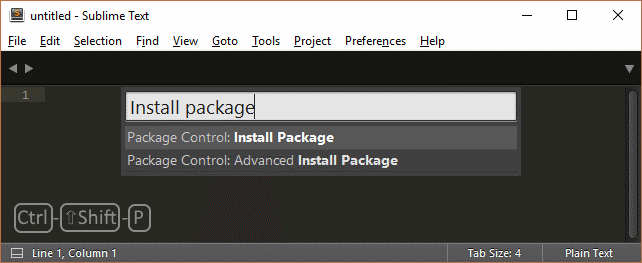 untitled - Sublime Text
File Edit Selection Find View Goto Tools Project Preferences Help
Install package
1
Package Control: Install Package
Package Control: Advanced Install Package
Ctrl-⇧Shift-P
Line 1, Column 1 Tab Size: 4 Plain Text